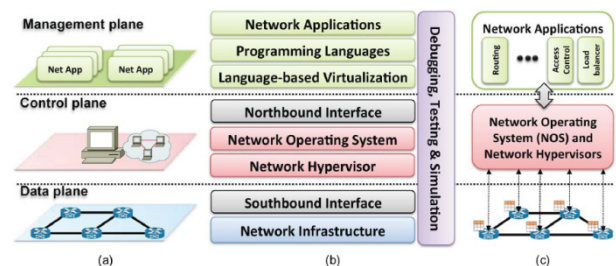 Management plane
Net App
Net App
Control plane
Data plane
(a)
Network Applications
Programming Languages
Language-based Virtualization
Northbound Interface
Network Operating System
Network Hypervisor
Southbound Interface
Network Infrastructure
(b)
Debugging, Testing & Simulation
Network Applications
Routing
•••
Access
Control
Load
balancer
Network Operating
System (NOS) and
Network Hypervisors
(c)